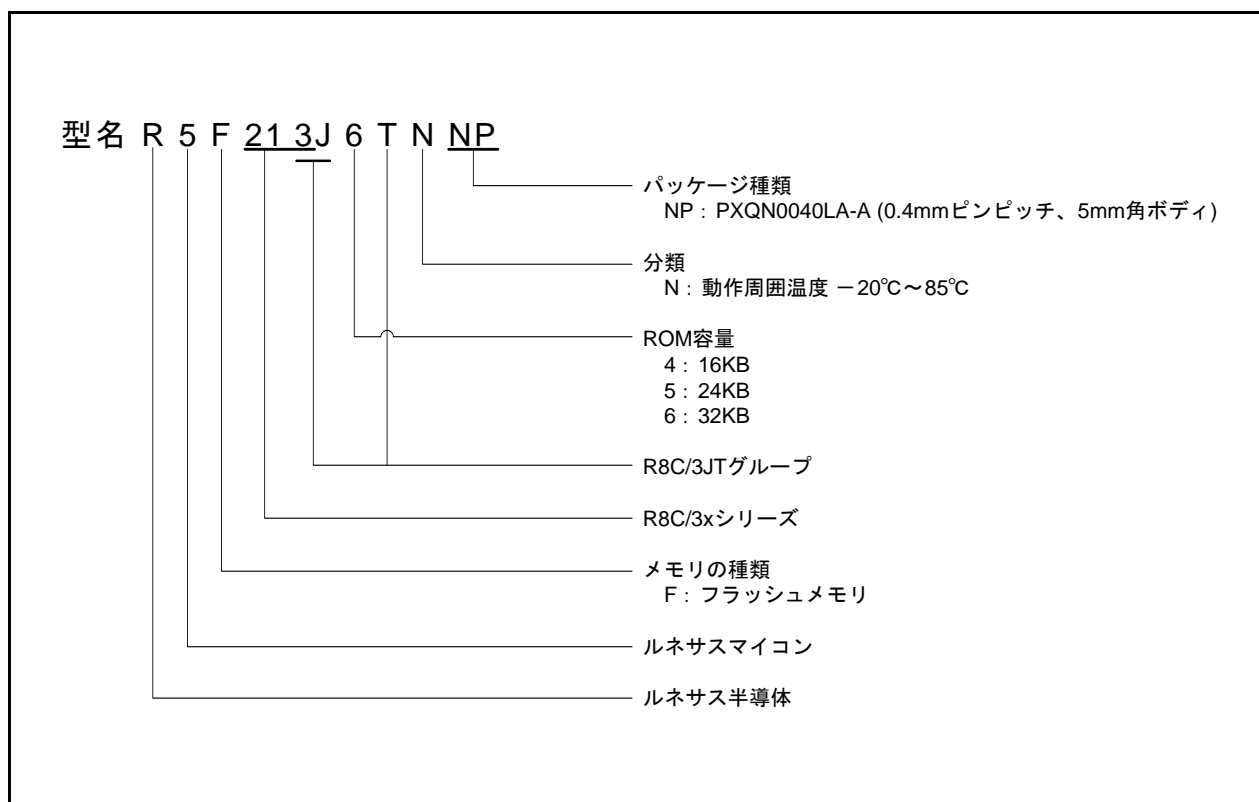 型名 R 5 F 21 3J 6 T N NP
パッケージ種類
NP : PXQN0040LA-A (0.4mmピンピッチ、5mm角ボディ)
分類
N : 動作周囲温度 －20℃～85℃
ROM容量
4 : 16KB
5 : 24KB
6 : 32KB
R8C/3JTグループ
R8C/3xシリーズ
メモリの種類
F : フラッシュメモリ
ルネサスマイコン
ルネサス半導体